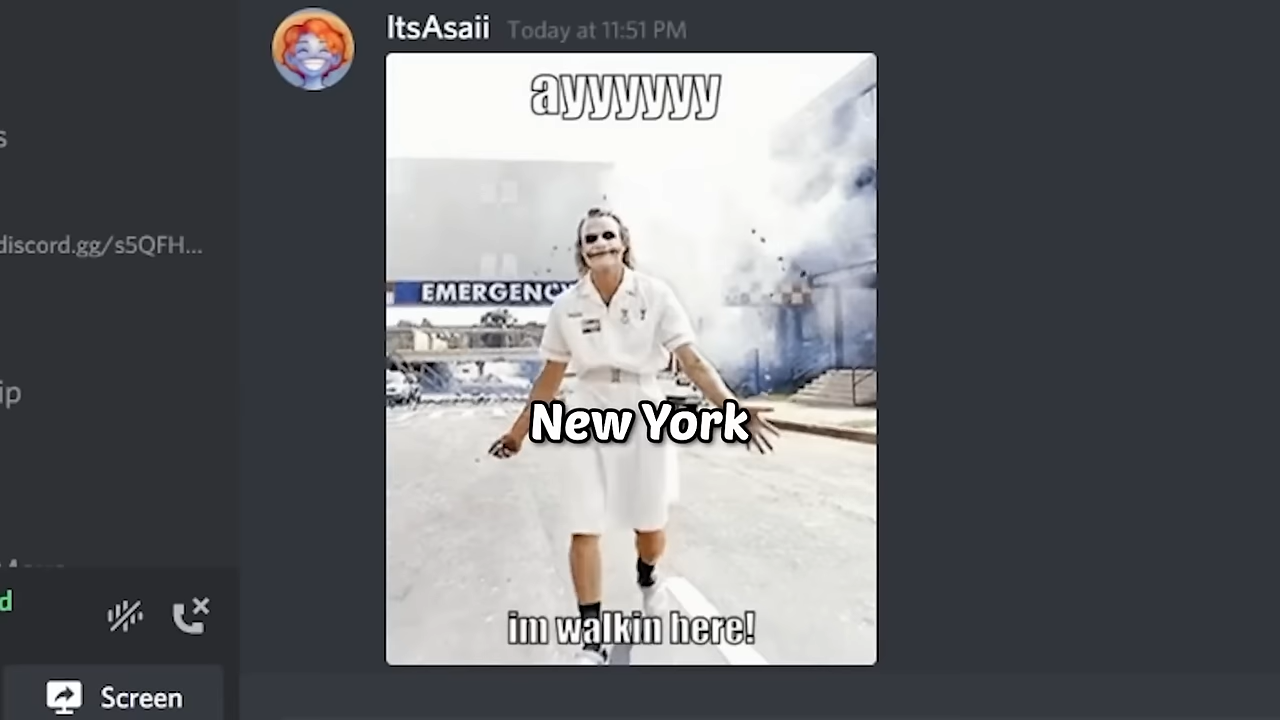 ItsAsaii Today at 11:51 PM
ayyyyyy
s
discord.gg/s5QFH...
EMERGENCY
ip
New York
d
im walkin here!
Screen